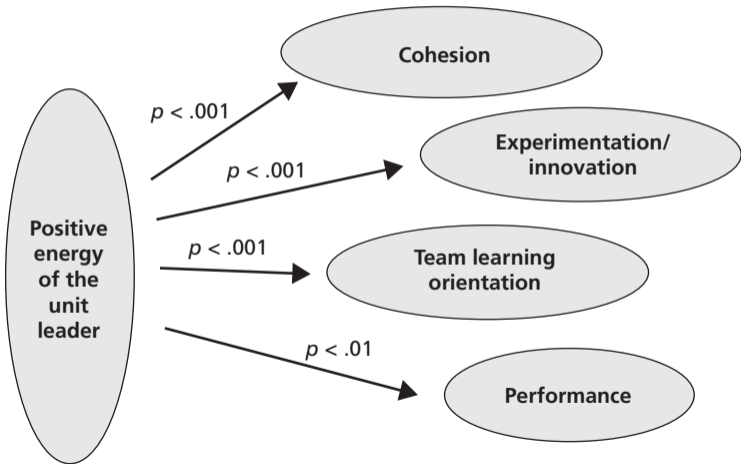 Cohesion
p < .001
Experimentation/
innovation
p < .001
Positive
energy
of the
unit
leader
p < .001
Team learning
orientation
p < .01
Performance